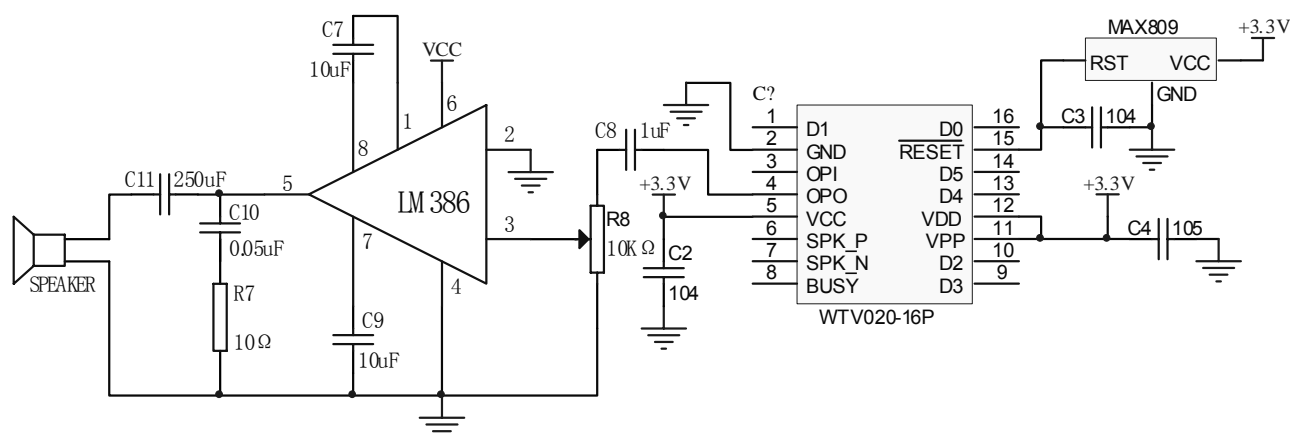 C7
10uF
VCC
6
1
8
2
LM386
5
3
7
4
C11
250uF
C10
0.05uF
R7
10Ω
SPEAKER
C9
10uF
C8
1uF
R8
10KΩ
+3.3V
C2
104
C?
1 D1
2 GND
3 OPI
4 OPO
5 VCC
6 SPK_P
7 SPK_N
8 BUSY
D0 16
RESET 15
D5 14
D4 13
VDD 12
VPP 11
D2 10
D3 9
WTV020-16P
MAX809
RST VCC
GND
+3.3V
C3 104
+3.3V
C4 105